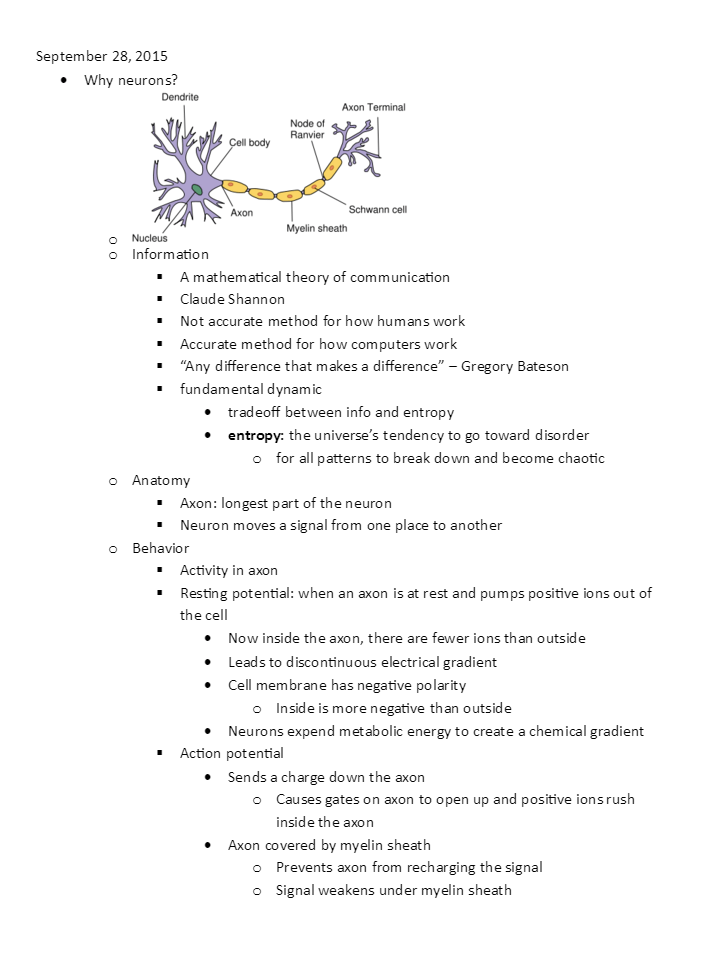 September 28, 2015
• Why neurons?
Dendrite
Axon Terminal
Node of
Ranvier
Cell body
Axon
Schwann cell
Myelin sheath
o Nucleus
o Information
▪ A mathematical theory of communication
▪ Claude Shannon
▪ Not accurate method for how humans work
▪ Accurate method for how computers work
▪ “Any difference that makes a difference” – Gregory Bateson
▪ fundamental dynamic
• tradeoff between info and entropy
• entropy: the universe’s tendency to go toward disorder
o for all patterns to break down and become chaotic
o Anatomy
▪ Axon: longest part of the neuron
▪ Neuron moves a signal from one place to another
o Behavior
▪ Activity in axon
▪ Resting potential: when an axon is at rest and pumps positive ions out of
the cell
• Now inside the axon, there are fewer ions than outside
• Leads to discontinuous electrical gradient
• Cell membrane has negative polarity
o Inside is more negative than outside
• Neurons expend metabolic energy to create a chemical gradient
▪ Action potential
• Sends a charge down the axon
o Causes gates on axon to open up and positive ions rush
inside the axon
• Axon covered by myelin sheath
o Prevents axon from recharging the signal
o Signal weakens under myelin sheath